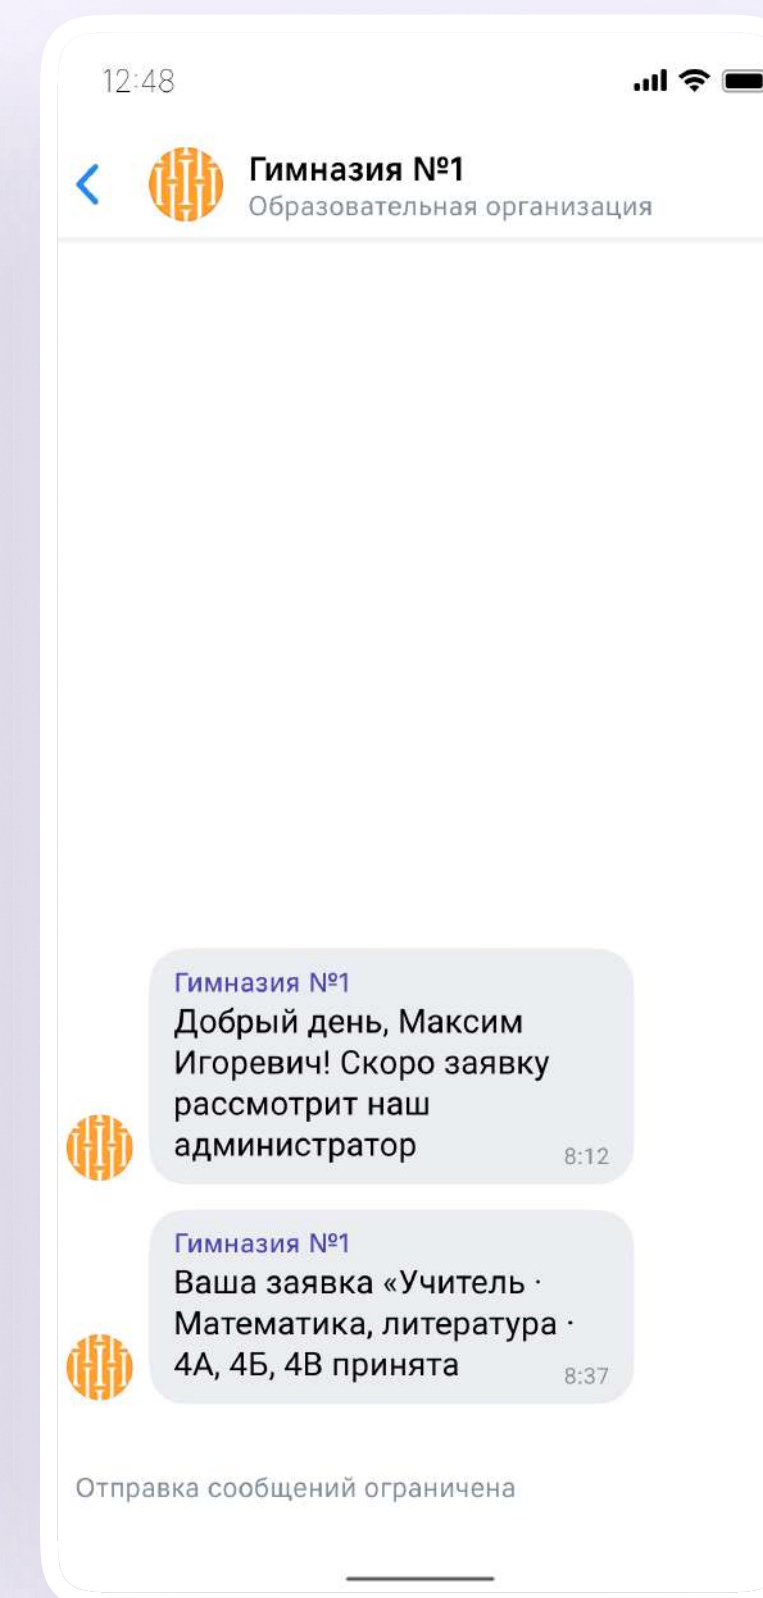 12:48
Гимназия №1
Образовательная организация
Гимназия №1
Добрый день, Максим
Игоревич! Скоро заявку
рассмотрит наш
администратор
8:12
Гимназия №1
Ваша заявка «Учитель ·
Математика, литература ·
4А, 4Б, 4В принята
8:37
Отправка сообщений ограничена